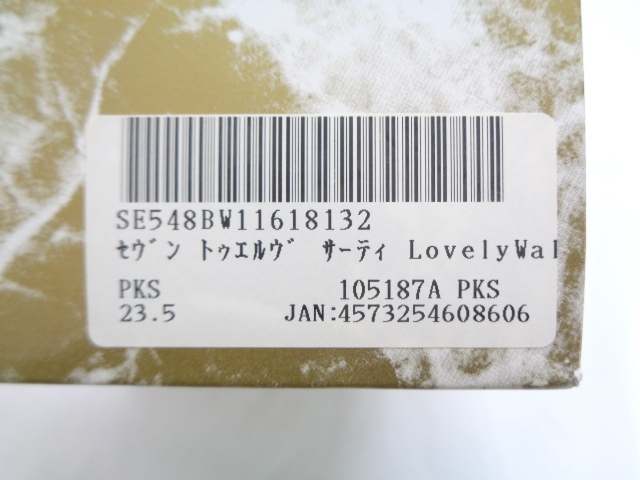 SE548BW11618132
ｾｳﾞﾝ ﾄｩｴﾙｳﾞ ｻｰﾃｨ LovelyWal
PKS 105187A PKS
23.5 JAN:4573254608606